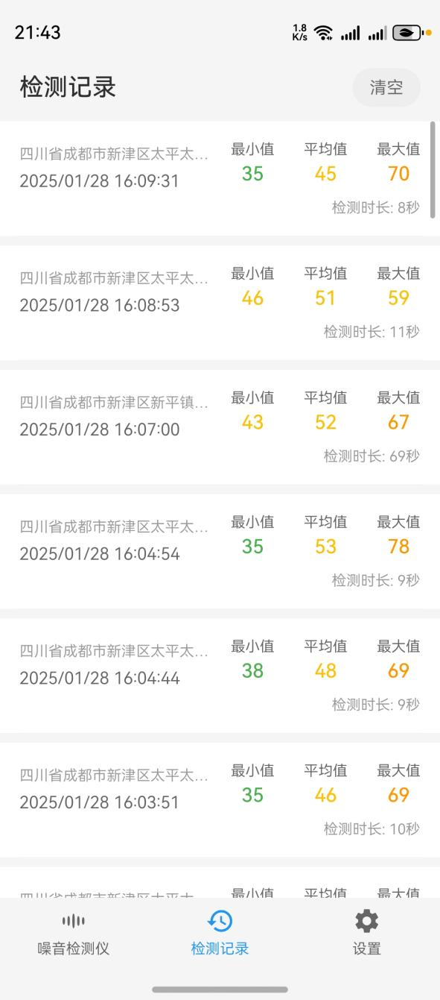 21:43
1.8 K/s
检测记录
清空
四川省成都市新津区太平太...
最小值 平均值 最大值
2025/01/28 16:09:31
35 45 70
检测时长: 8秒
四川省成都市新津区太平太...
最小值 平均值 最大值
2025/01/28 16:08:53
46 51 59
检测时长: 11秒
四川省成都市新津区新平镇...
最小值 平均值 最大值
2025/01/28 16:07:00
43 52 67
检测时长: 69秒
四川省成都市新津区太平太...
最小值 平均值 最大值
2025/01/28 16:04:54
35 53 78
检测时长: 9秒
四川省成都市新津区太平太...
最小值 平均值 最大值
2025/01/28 16:04:44
38 48 69
检测时长: 9秒
四川省成都市新津区太平太...
最小值 平均值 最大值
2025/01/28 16:03:51
35 46 69
检测时长: 10秒
最小值 平均值 最大值
噪音检测仪
检测记录
设置